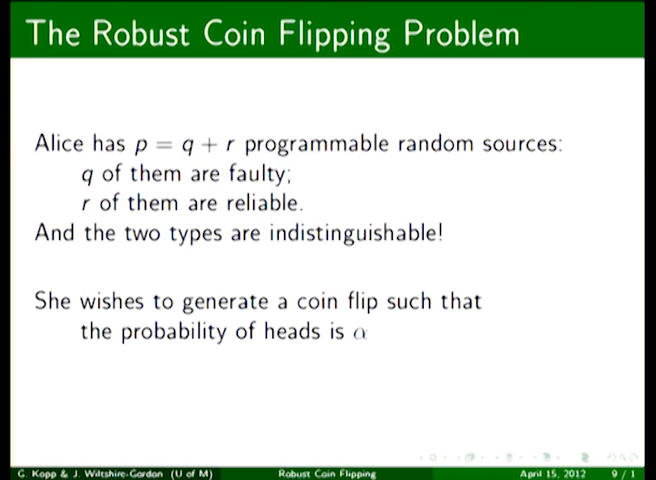 The Robust Coin Flipping Problem
Alice has p = q + r programmable random sources:
q of them are faulty;
r of them are reliable.
And the two types are indistinguishable!
She wishes to generate a coin flip such that
the probability of heads is α
G. Kopp & J. Wiltshire-Gordon (U of M) Robust Coin Flipping April 15, 2012 9 / 1